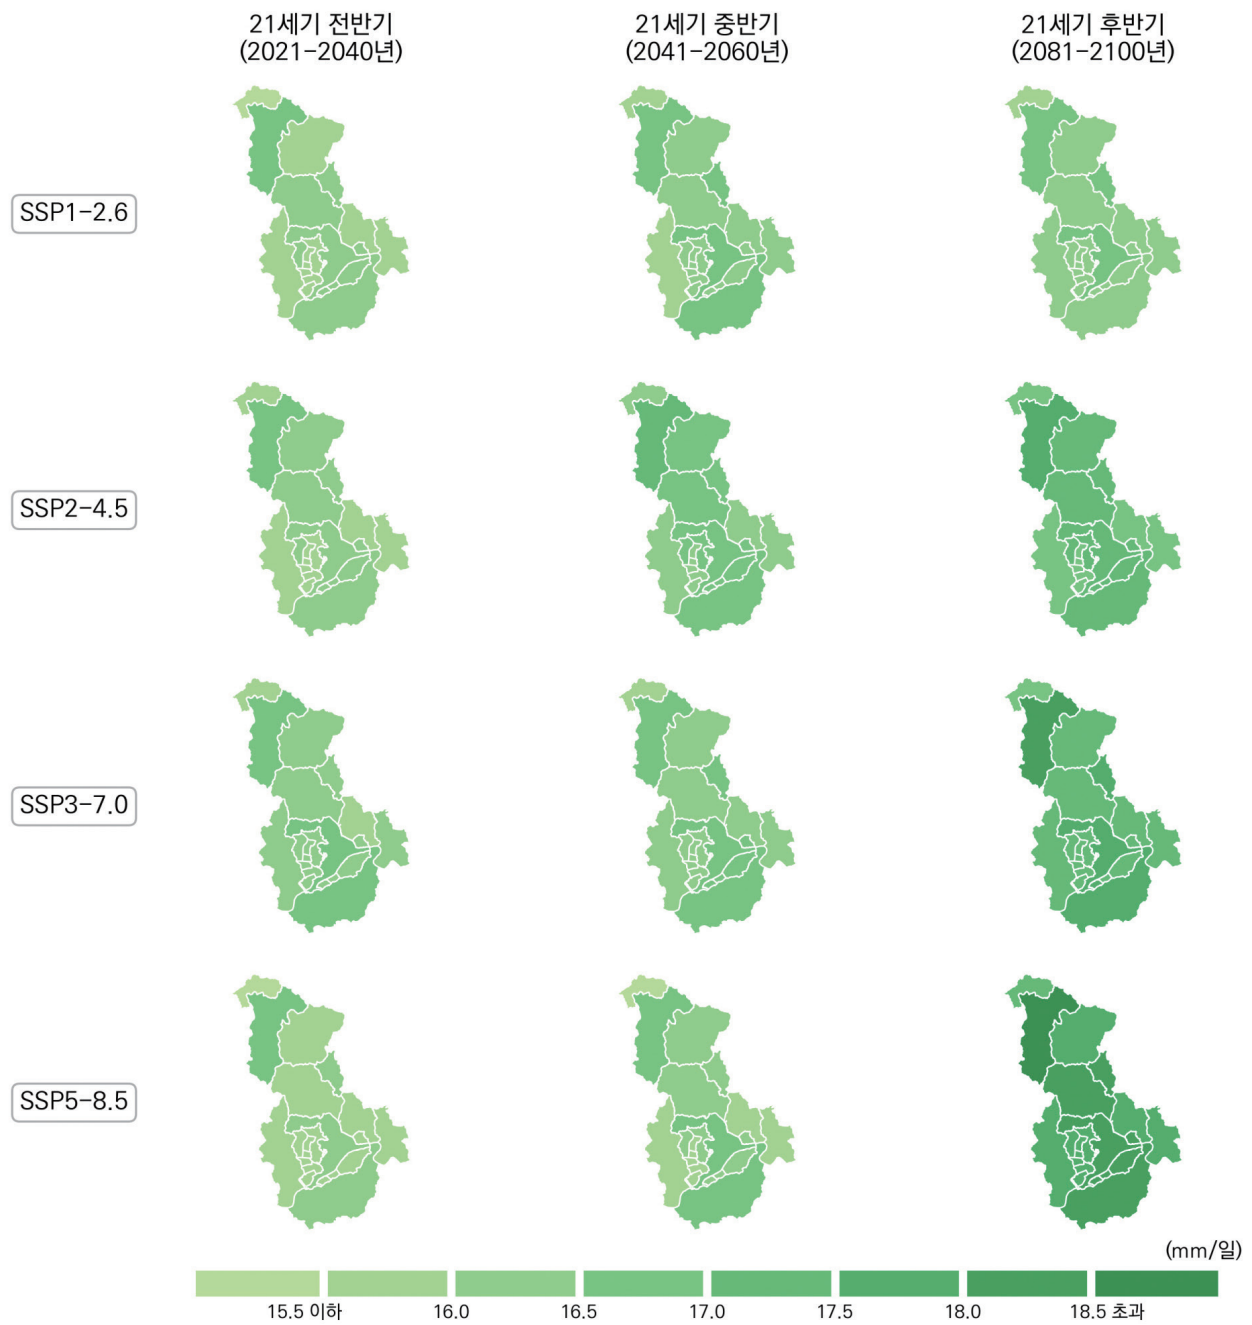 21세기 전반기
(2021-2040년)
21세기 중반기
(2041-2060년)
21세기 후반기
(2081-2100년)
SSP1-2.6
SSP2-4.5
SSP3-7.0
SSP5-8.5
(mm/일)
15.5 이하
16.0
16.5
17.0
17.5
18.0
18.5 초과